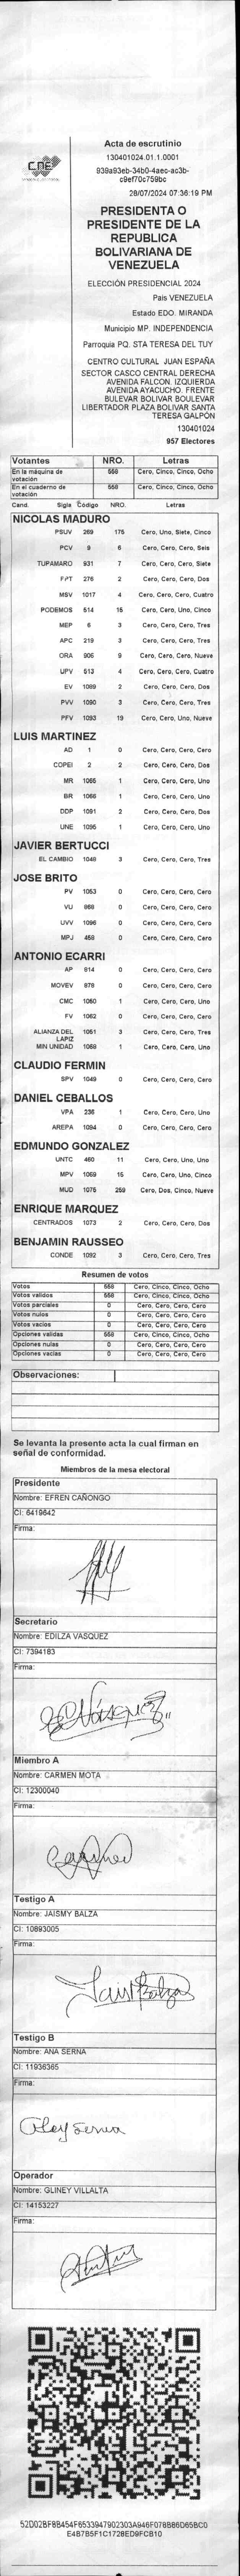 CNE
Acta de escrutinio
130401024.01.1.0001
939a93eb-34b0-4aec-ac3b-
c9ef70c759bc
28/07/2024 07:36:19 PM
PRESIDENTA O
PRESIDENTE DE LA
REPUBLICA
BOLIVARIANA DE
VENEZUELA
ELECCIÓN PRESIDENCIAL 2024
País VENEZUELA
Estado EDO. MIRANDA
Municipio MP. INDEPENDENCIA
Parroquia PQ. STA TERESA DEL TUY
CENTRO CULTURAL JUAN ESPAÑA
SECTOR CASCO CENTRAL DERECHA
AVENIDA FALCON. IZQUIERDA
AVENIDA AYACUCHO. FRENTE
BULEVAR BOLIVAR BOULEVAR
LIBERTADOR PLAZA BOLIVAR SANTA
TERESA GALPÓN
130401024
957 Electores
Votantes NRO. Letras
En la máquina de votación 558 Cero, Cinco, Cinco, Ocho
En el cuaderno de votación 558 Cero, Cinco, Cinco, Ocho
Cand. Sigla Código NRO. Letras
NICOLAS MADURO
PSUV 269 175 Cero, Uno, Siete, Cinco
PCV 9 6 Cero, Cero, Cero, Seis
TUPAMARO 931 7 Cero, Cero, Cero, Siete
FPT 276 2 Cero, Cero, Cero, Dos
MSV 1017 4 Cero, Cero, Cero, Cuatro
PODEMOS 514 15 Cero, Cero, Uno, Cinco
MEP 6 3 Cero, Cero, Cero, Tres
APC 219 3 Cero, Cero, Cero, Tres
ORA 906 9 Cero, Cero, Cero, Nueve
UPV 513 4 Cero, Cero, Cero, Cuatro
EV 1089 2 Cero, Cero, Cero, Dos
PVV 1090 3 Cero, Cero, Cero, Tres
PFV 1093 19 Cero, Cero, Uno, Nueve
LUIS MARTINEZ
AD 1 0 Cero, Cero, Cero, Cero
COPEI 2 2 Cero, Cero, Cero, Dos
MR 1065 1 Cero, Cero, Cero, Uno
BR 1066 1 Cero, Cero, Cero, Uno
DDP 1091 2 Cero, Cero, Cero, Dos
UNE 1095 1 Cero, Cero, Cero, Uno
JAVIER BERTUCCI
EL CAMBIO 1048 3 Cero, Cero, Cero, Tres
JOSE BRITO
PV 1053 0 Cero, Cero, Cero, Cero
VU 868 0 Cero, Cero, Cero, Cero
UVV 1096 0 Cero, Cero, Cero, Cero
MPJ 458 0 Cero, Cero, Cero, Cero
ANTONIO ECARRI
AP 814 0 Cero, Cero, Cero, Cero
MOVEV 878 0 Cero, Cero, Cero, Cero
CMC 1060 1 Cero, Cero, Cero, Uno
FV 1062 0 Cero, Cero, Cero, Cero
ALIANZA DEL LAPIZ 1051 3 Cero, Cero, Cero, Tres
MIN UNIDAD 1058 1 Cero, Cero, Cero, Uno
CLAUDIO FERMIN
SPV 1049 0 Cero, Cero, Cero, Cero
DANIEL CEBALLOS
VPA 236 1 Cero, Cero, Cero, Uno
AREPA 1094 0 Cero, Cero, Cero, Cero
EDMUNDO GONZALEZ
UNTC 460 11 Cero, Cero, Uno, Uno
MPV 1069 15 Cero, Cero, Uno, Cinco
MUD 1075 259 Cero, Dos, Cinco, Nueve
ENRIQUE MARQUEZ
CENTRADOS 1073 2 Cero, Cero, Cero, Dos
BENJAMIN RAUSSEO
CONDE 1092 3 Cero, Cero, Cero, Tres
Resumen de votos
Votos 558 Cero, Cinco, Cinco, Ocho
Votos validos 558 Cero, Cinco, Cinco, Ocho
Votos parciales 0 Cero, Cero, Cero, Cero
Votos nulos 0 Cero, Cero, Cero, Cero
Votos vacíos 0 Cero, Cero, Cero, Cero
Opciones validas 558 Cero, Cinco, Cinco, Ocho
Opciones nulas 0 Cero, Cero, Cero, Cero
Opciones vacías 0 Cero, Cero, Cero, Cero
Observaciones:
Se levanta la presente acta la cual firman en
señal de conformidad.
Miembros de la mesa electoral
Presidente
Nombre: EFREN CAÑONGO
CI: 6419642
Firma:
Secretario
Nombre: EDILZA VASQUEZ
CI: 7394183
Firma:
Miembro A
Nombre: CARMEN MOTA
CI: 12300040
Firma:
Testigo A
Nombre: JAISMY BALZA
CI: 10893005
Firma:
Testigo B
Nombre: ANA SERNA
CI: 11936365
Firma:
Operador
Nombre: GLINEY VILLALTA
CI: 14153227
Firma:
52D02BF8B454F6533947902303A946F078B86D65BC0
E4B7B5F1C1728ED9FCB10